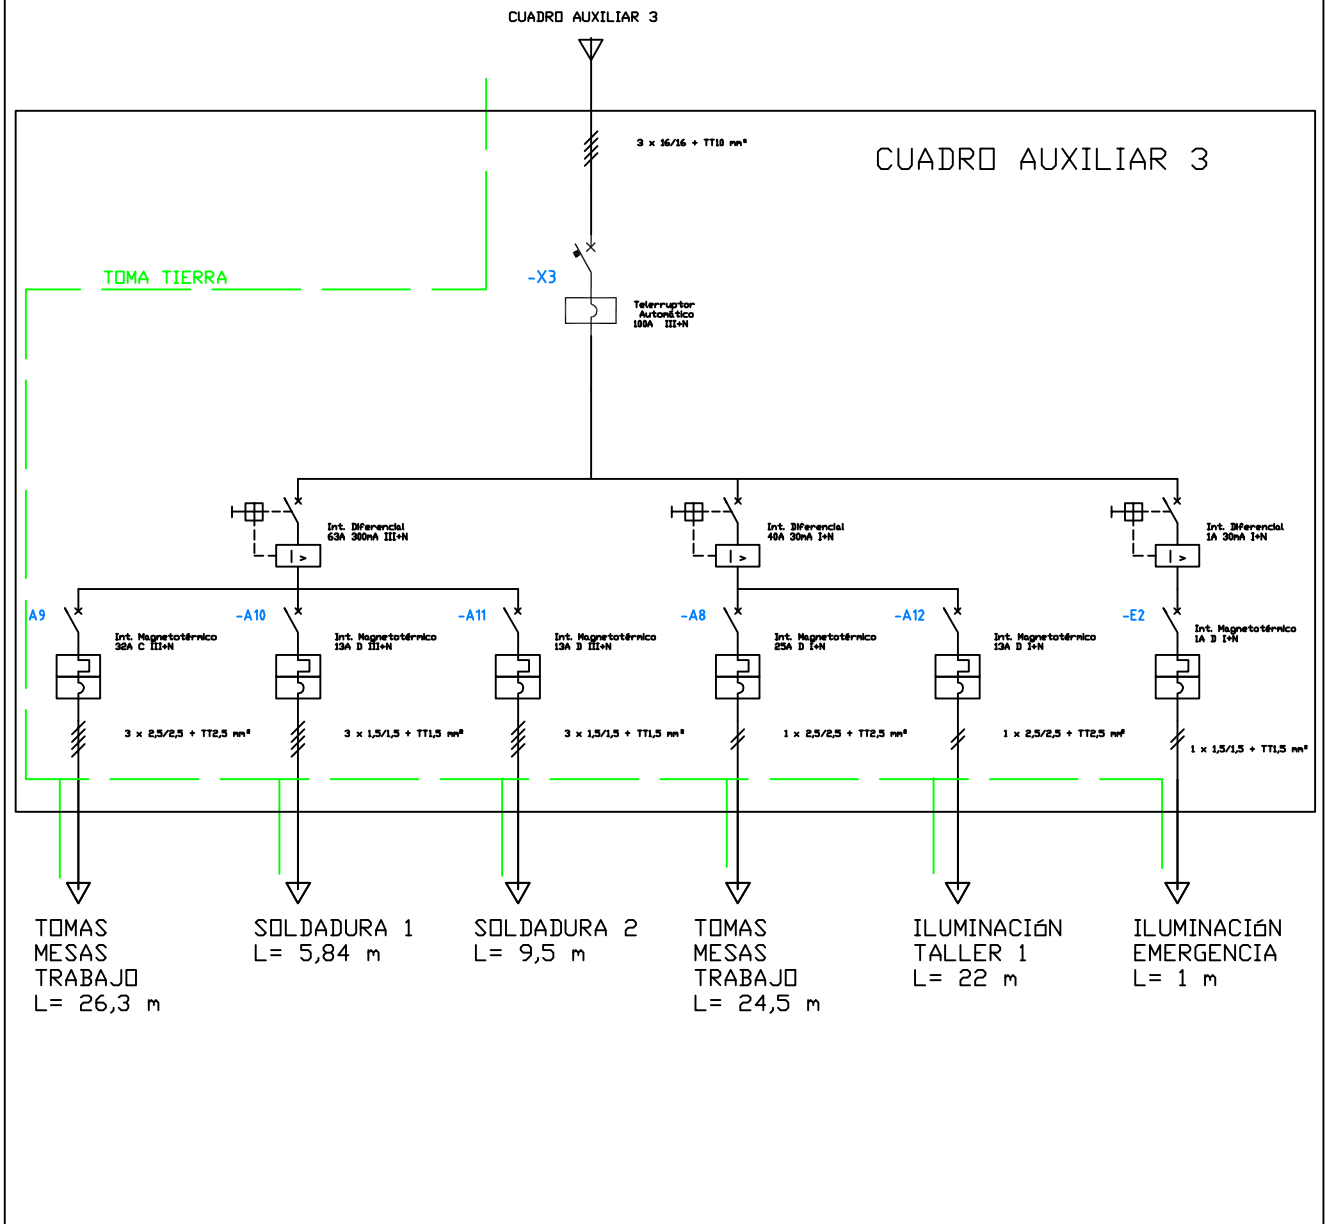 CUADRO AUXILIAR 3
3 x 16/16 + TT10 mm²
CUADRO AUXILIAR 3
TOMA TIERRA
-X3
Telerruptor
Automático
100A III+N
Int. Diferencial
63A 300mA III+N
Int. Diferencial
40A 30mA I+N
Int. Diferencial
1A 30mA I+N
A9
Int. Magnetotérmico
32A C III+N
-A10
Int. Magnetotérmico
13A D III+N
-A11
Int. Magnetotérmico
13A D III+N
-A8
Int. Magnetotérmico
25A D I+N
-A12
Int. Magnetotérmico
13A D I+N
-E2
Int. Magnetotérmico
1A D I+N
I >
I >
I >
3 x 2,5/2,5 + TT2,5 mm²
3 x 1,5/1,5 + TT1,5 mm²
3 x 1,5/1,5 + TT1,5 mm²
1 x 2,5/2,5 + TT2,5 mm²
1 x 2,5/2,5 + TT2,5 mm²
1 x 1,5/1,5 + TT1,5 mm²
TOMAS
MESAS
TRABAJO
L= 26,3 m
SOLDADURA 1
L= 5,84 m
SOLDADURA 2
L= 9,5 m
TOMAS
MESAS
TRABAJO
L= 24,5 m
ILUMINACIóN
TALLER 1
L= 22 m
ILUMINACIóN
EMERGENCIA
L= 1 m